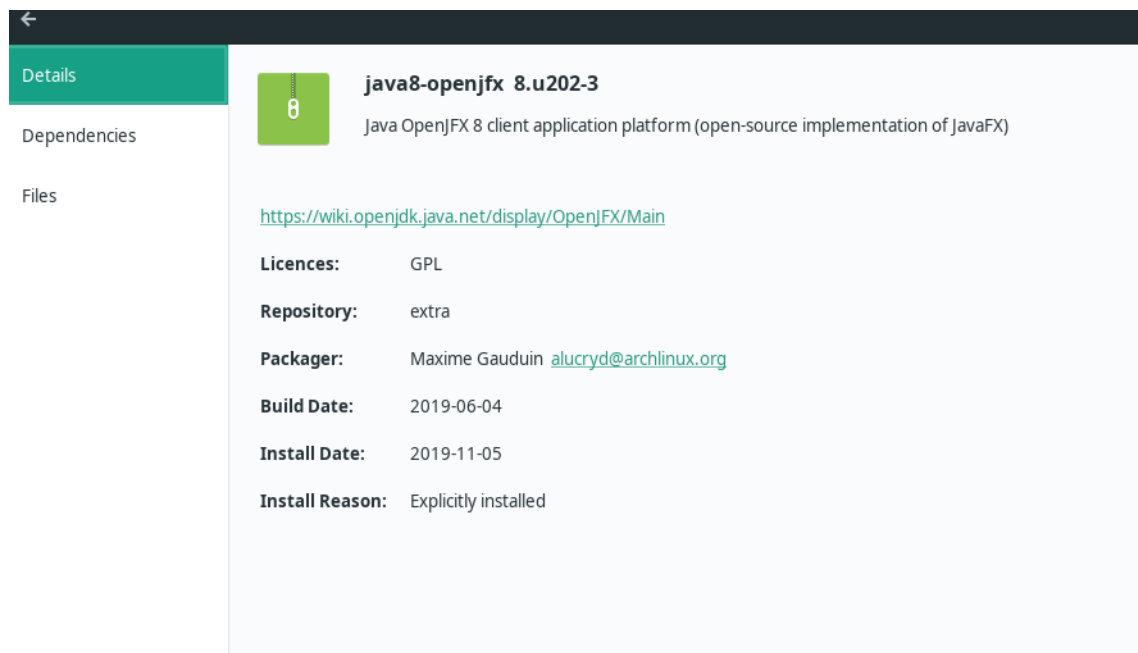 Details
Dependencies
Files
java8-openjfx 8.u202-3
Java OpenJFX 8 client application platform (open-source implementation of JavaFX)
https://wiki.openjdk.java.net/display/OpenJFX/Main
Licences: GPL
Repository: extra
Packager: Maxime Gauduin alucryd@archlinux.org
Build Date: 2019-06-04
Install Date: 2019-11-05
Install Reason: Explicitly installed